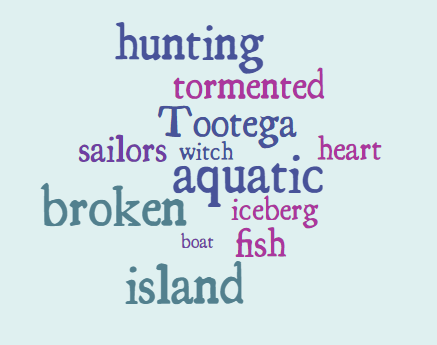 hunting
tormented
Tootega
sailors witch heart
aquatic
broken iceberg
boat fish
island